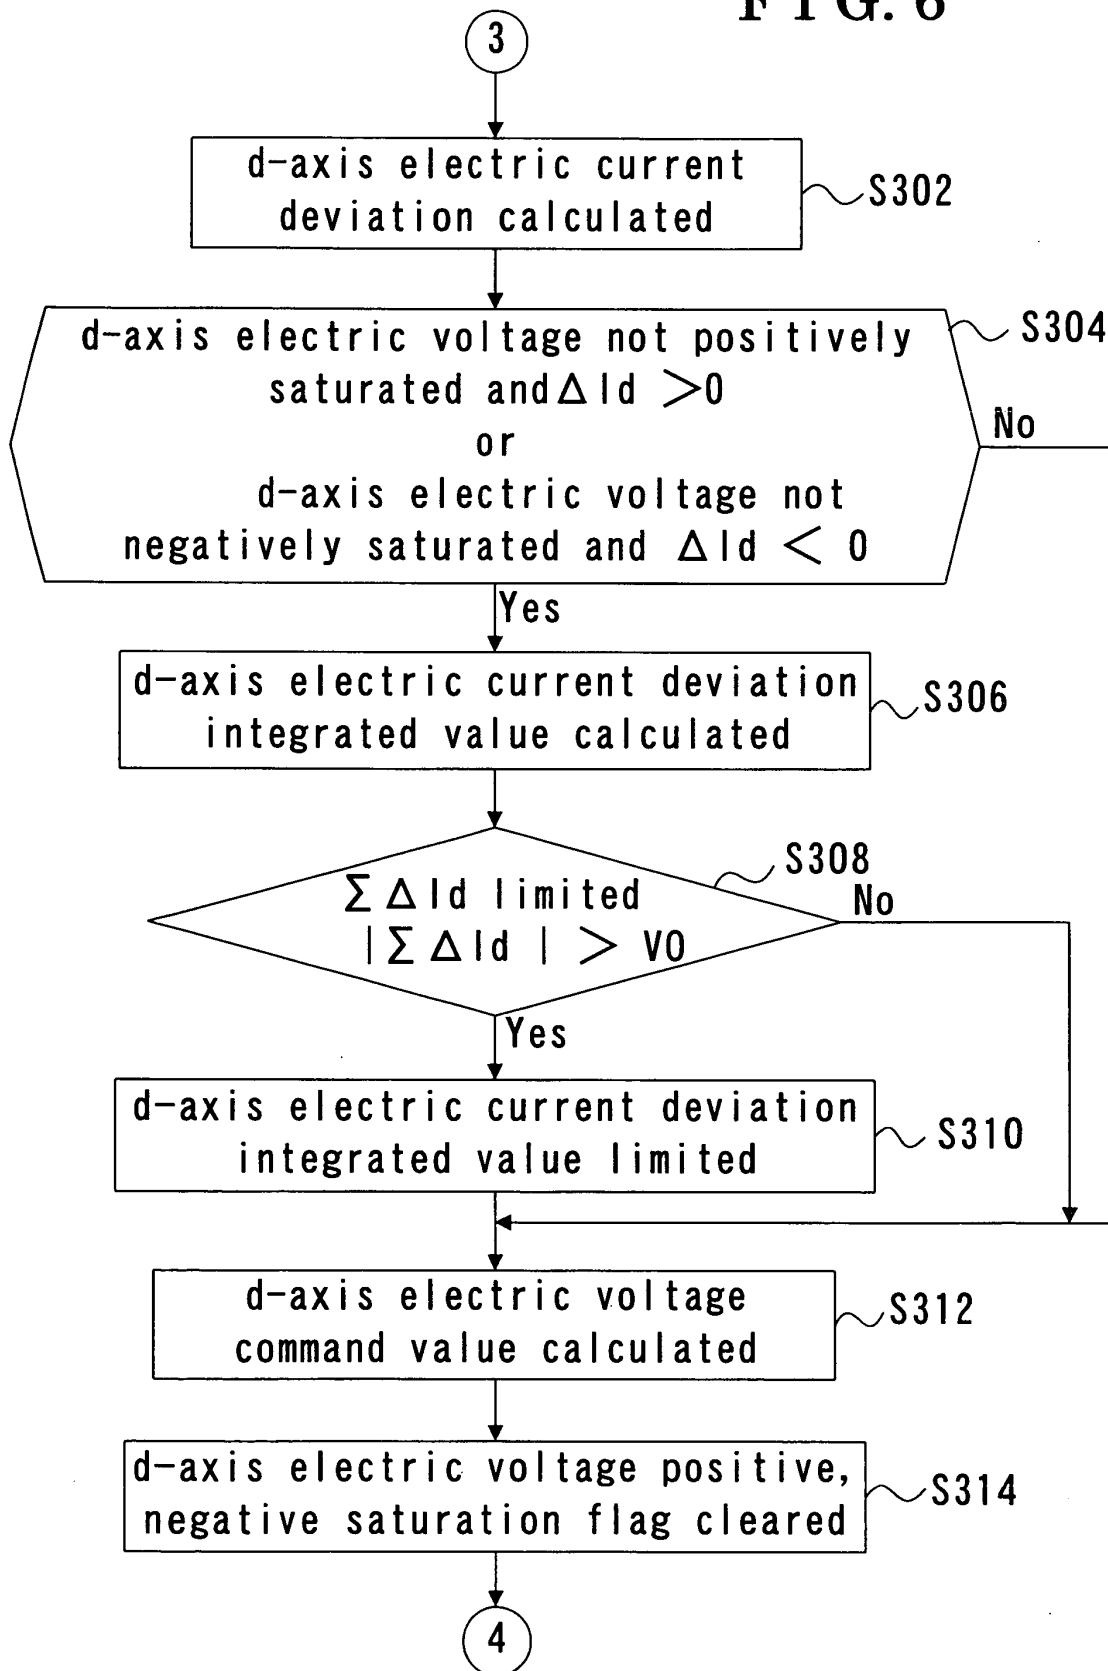 FIG. 6
3
d-axis electric current
deviation calculated
S302
d-axis electric voltage not positively
saturated and Δ Id >0
or
d-axis electric voltage not
negatively saturated and Δ Id < 0
S304
No
Yes
d-axis electric current deviation
integrated value calculated
S306
Σ Δ Id limited
|Σ Δ Id | > V0
S308
No
Yes
d-axis electric current deviation
integrated value limited
S310
d-axis electric voltage
command value calculated
S312
d-axis electric voltage positive,
negative saturation flag cleared
S314
4